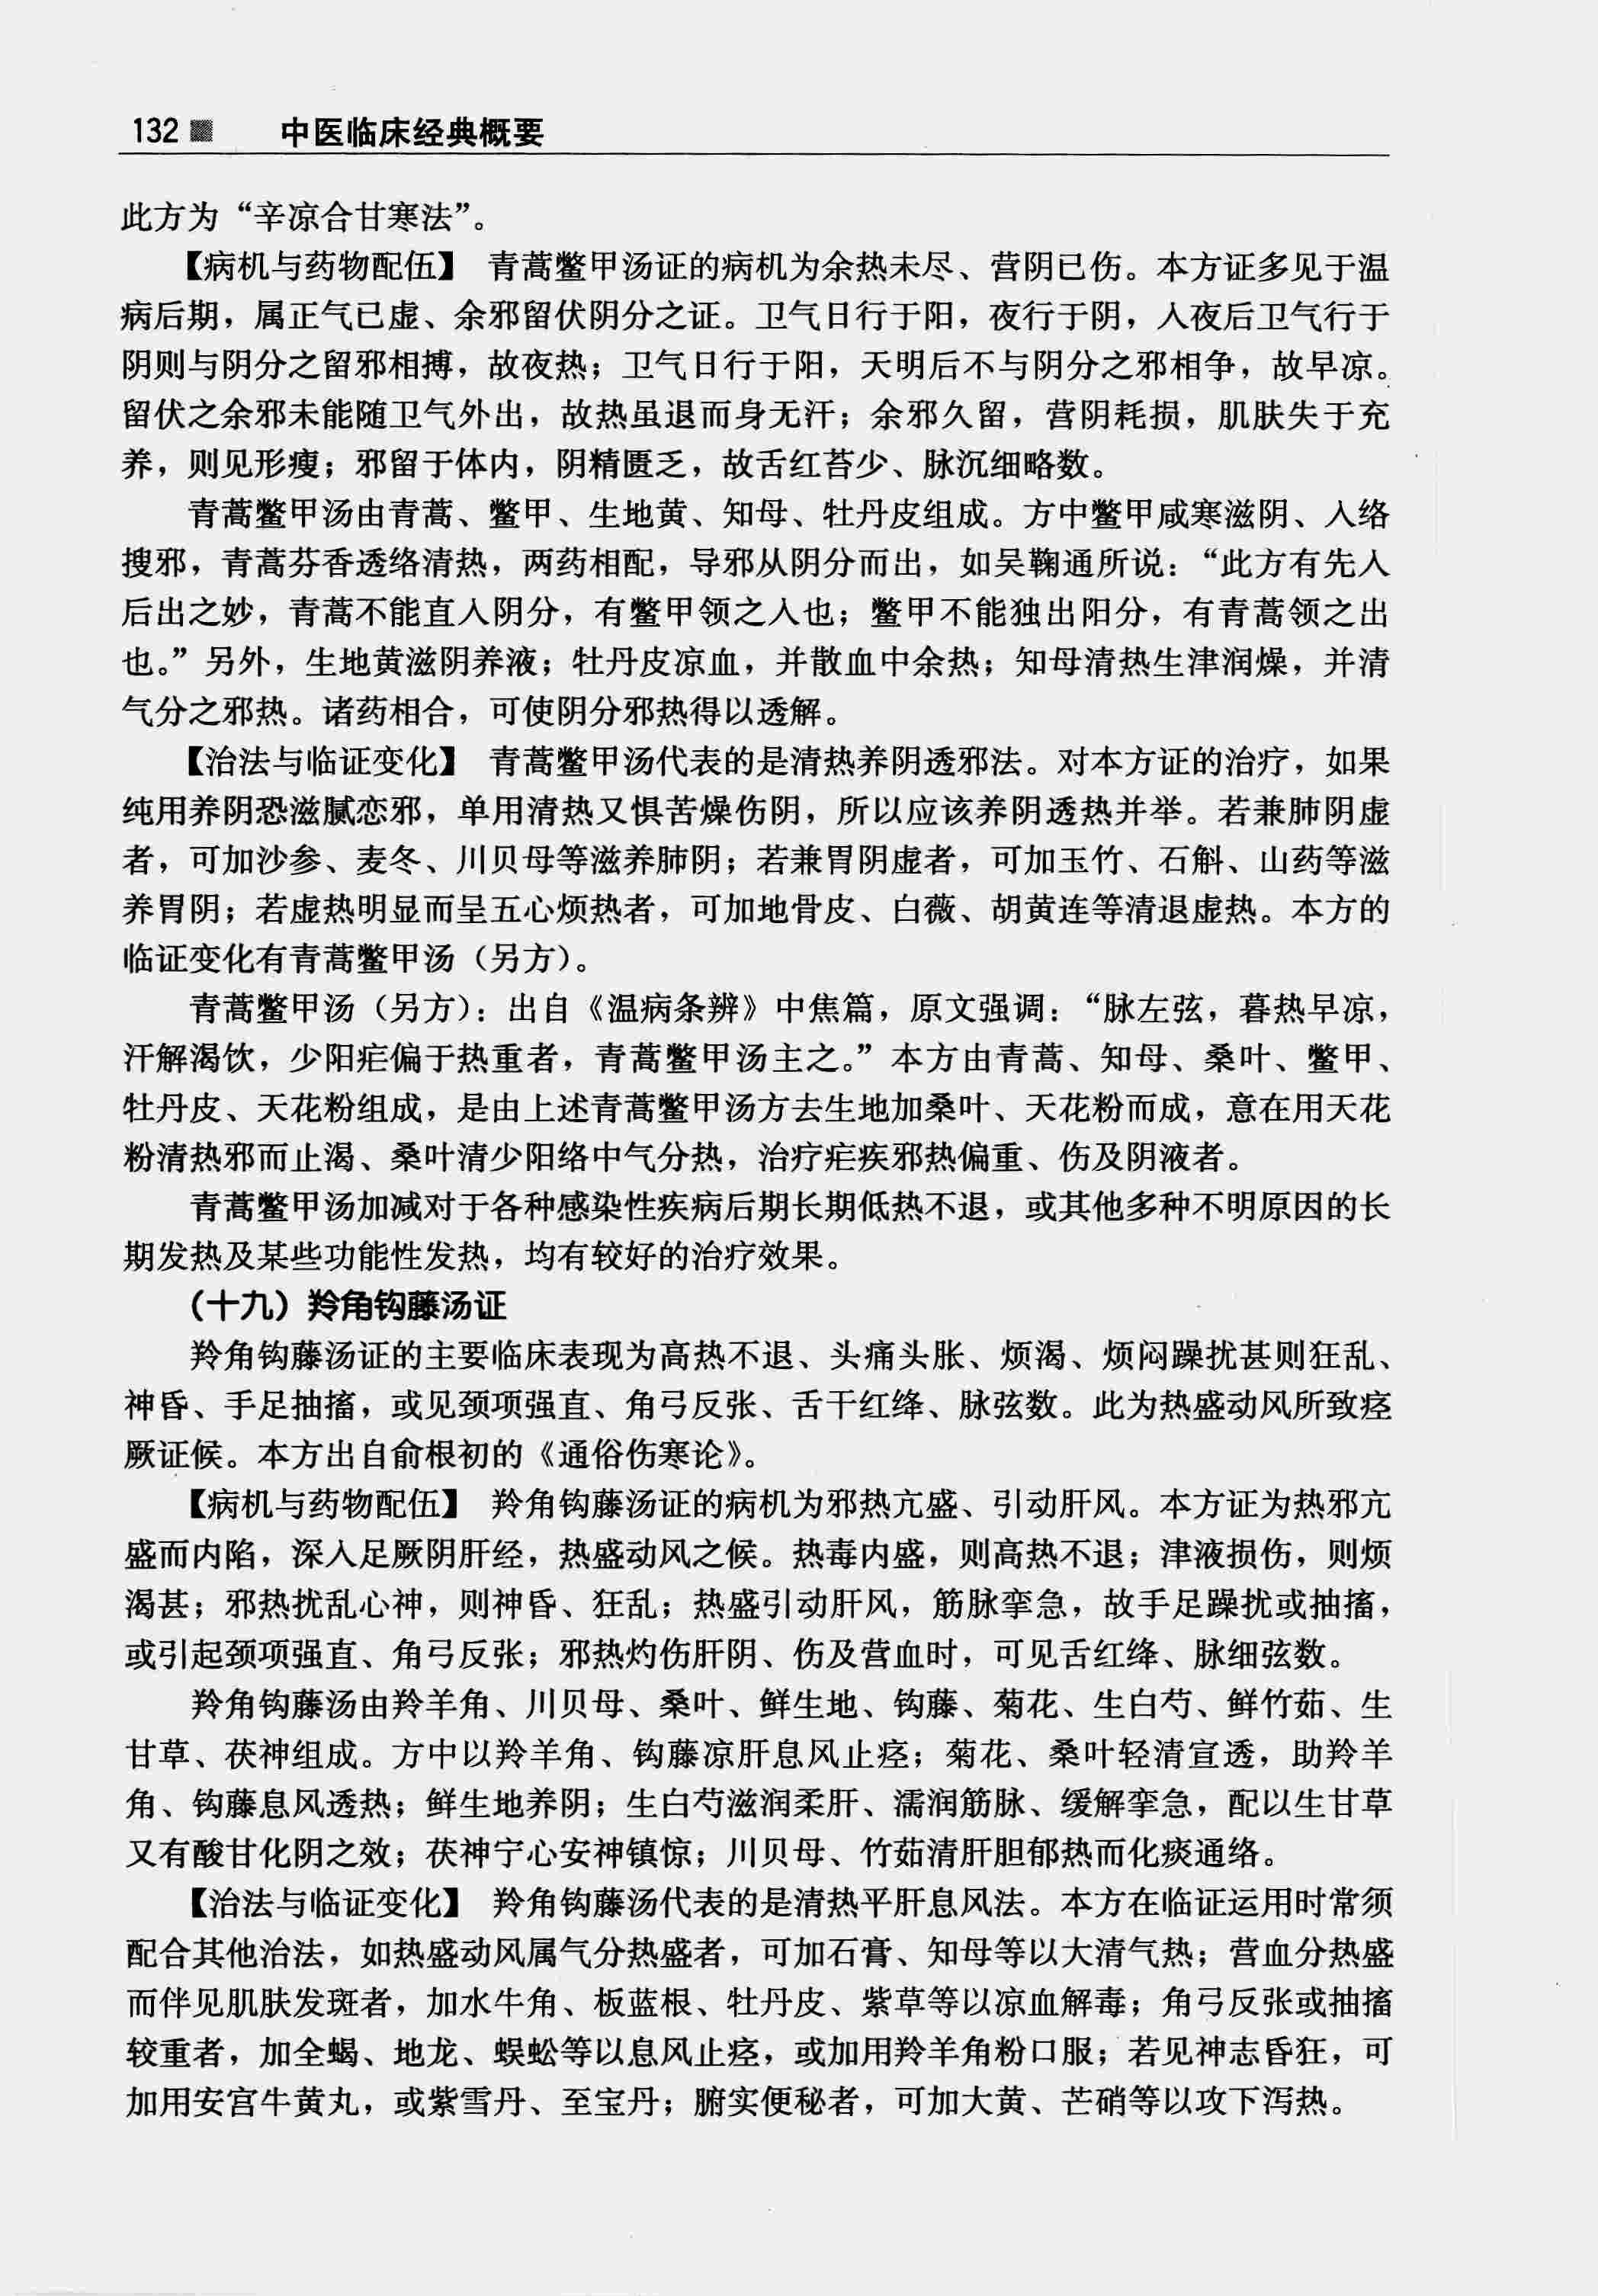 132 中医临床经典概要
此方为“辛凉合甘寒法”。
【病机与药物配伍】 青蒿鳖甲汤证的病机为余热未尽、营阴已伤。本方证多见于温
病后期，属正气已虚、余邪留伏阴分之证。卫气日行于阳，夜行于阴，入夜后卫气行于
阴则与阴分之留邪相搏，故夜热；卫气日行于阳，天明后不与阴分之邪相争，故早凉。
留伏之余邪未能随卫气外出，故热虽退而身无汗；余邪久留，营阴耗损，肌肤失于充
养，则见形瘦；邪留于体内，阴精匮乏，故舌红苔少、脉沉细略数。
青蒿鳖甲汤由青蒿、鳖甲、生地黄、知母、牡丹皮组成。方中鳖甲咸寒滋阴、入络
搜邪，青蒿芬香透络清热，两药相配，导邪从阴分而出，如吴鞠通所说：“此方有先入
后出之妙，青蒿不能直入阴分，有鳖甲领之入也；鳖甲不能独出阳分，有青蒿领之出
也。”另外，生地黄滋阴养液；牡丹皮凉血，并散血中余热；知母清热生津润燥，并清
气分之邪热。诸药相合，可使阴分邪热得以透解。
【治法与临证变化】 青蒿鳖甲汤代表的是清热养阴透邪法。对本方证的治疗，如果
纯用养阴恐滋腻恋邪，单用清热又惧苦燥伤阴，所以应该养阴透热并举。若兼肺阴虚
者，可加沙参、麦冬、川贝母等滋养肺阴；若兼胃阴虚者，可加玉竹、石斛、山药等滋
养胃阴；若虚热明显而呈五心烦热者，可加地骨皮、白薇、胡黄连等清退虚热。本方的
临证变化有青蒿鳖甲汤（另方）。
青蒿鳖甲汤（另方）：出自《温病条辨》中焦篇，原文强调：“脉左弦，暮热早凉，
汗解渴饮，少阳疟偏于热重者，青蒿鳖甲汤主之。”本方由青蒿、知母、桑叶、鳖甲、
牡丹皮、天花粉组成，是由上述青蒿鳖甲汤方去生地加桑叶、天花粉而成，意在用天花
粉清热邪而止渴、桑叶清少阳络中气分热，治疗疟疾邪热偏重、伤及阴液者。
青蒿鳖甲汤加减对于各种感染性疾病后期长期低热不退，或其他多种不明原因的长
期发热及某些功能性发热，均有较好的治疗效果。
（十九）羚角钩藤汤证
羚角钩藤汤证的主要临床表现为高热不退、头痛头胀、烦渴、烦闷躁扰甚则狂乱、
神昏、手足抽搐，或见颈项强直、角弓反张、舌干红绛、脉弦数。此为热盛动风所致痉
厥证候。本方出自俞根初的《通俗伤寒论》。
【病机与药物配伍】 羚角钩藤汤证的病机为邪热亢盛、引动肝风。本方证为热邪亢
盛而内陷，深入足厥阴肝经，热盛动风之候。热毒内盛，则高热不退；津液损伤，则烦
渴甚；邪热扰乱心神，则神昏、狂乱；热盛引动肝风，筋脉挛急，故手足躁扰或抽搐，
或引起颈项强直、角弓反张；邪热灼伤肝阴、伤及营血时，可见舌红绛、脉细弦数。
羚角钩藤汤由羚羊角、川贝母、桑叶、鲜生地、钩藤、菊花、生白芍、鲜竹茹、生
甘草、茯神组成。方中以羚羊角、钩藤凉肝息风止痉；菊花、桑叶轻清宣透，助羚羊
角、钩藤息风透热；鲜生地养阴；生白芍滋润柔肝、濡润筋脉、缓解挛急，配以生甘草
又有酸甘化阴之效；茯神宁心安神镇惊；川贝母、竹茹清肝胆郁热而化痰通络。
【治法与临证变化】 羚角钩藤汤代表的是清热平肝息风法。本方在临证运用时常须
配合其他治法，如热盛动风属气分热盛者，可加石膏、知母等以大清气热；营血分热盛
而伴见肌肤发斑者，加水牛角、板蓝根、牡丹皮、紫草等以凉血解毒；角弓反张或抽搐
较重者，加全蝎、地龙、蜈蚣等以息风止痉，或加用羚羊角粉口服；若见神志昏狂，可
加用安宫牛黄丸，或紫雪丹、至宝丹；腑实便秘者，可加大黄、芒硝等以攻下泻热。